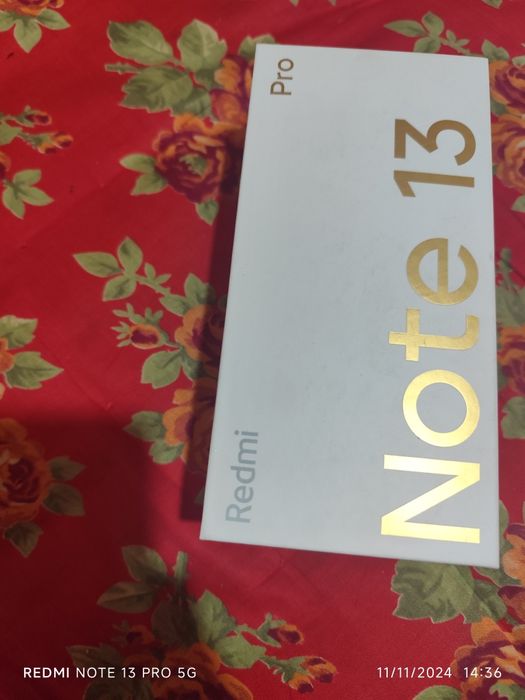 Redmi
Note 13
Pro
REDMI NOTE 13 PRO 5G
11/11/2024 14:36